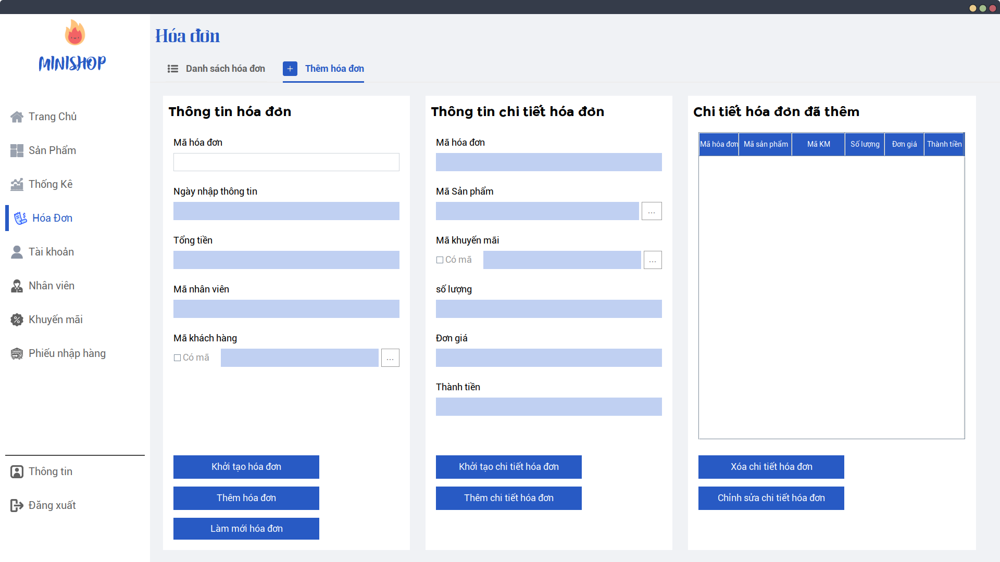 MINISHOP
Trang Chủ
Sản Phẩm
Thống Kê
Hóa Đơn
Tài khoản
Nhân viên
Khuyến mãi
Phiếu nhập hàng
Thông tin
Đăng xuất
Hóa đơn
Danh sách hóa đơn
Thêm hóa đơn
Thông tin hóa đơn
Mã hóa đơn
Ngày nhập thông tin
Tổng tiền
Mã nhân viên
Mã khách hàng
Có mã
...
Khởi tạo hóa đơn
Thêm hóa đơn
Làm mới hóa đơn
Thông tin chi tiết hóa đơn
Mã hóa đơn
Mã Sản phẩm
...
Mã khuyến mãi
Có mã
...
số lượng
Đơn giá
Thành tiền
Khởi tạo chi tiết hóa đơn
Thêm chi tiết hóa đơn
Chi tiết hóa đơn đã thêm
Mã hóa đơn Mã sản phẩm Mã KM Số lượng Đơn giá Thành tiền
Xóa chi tiết hóa đơn
Chỉnh sửa chi tiết hóa đơn